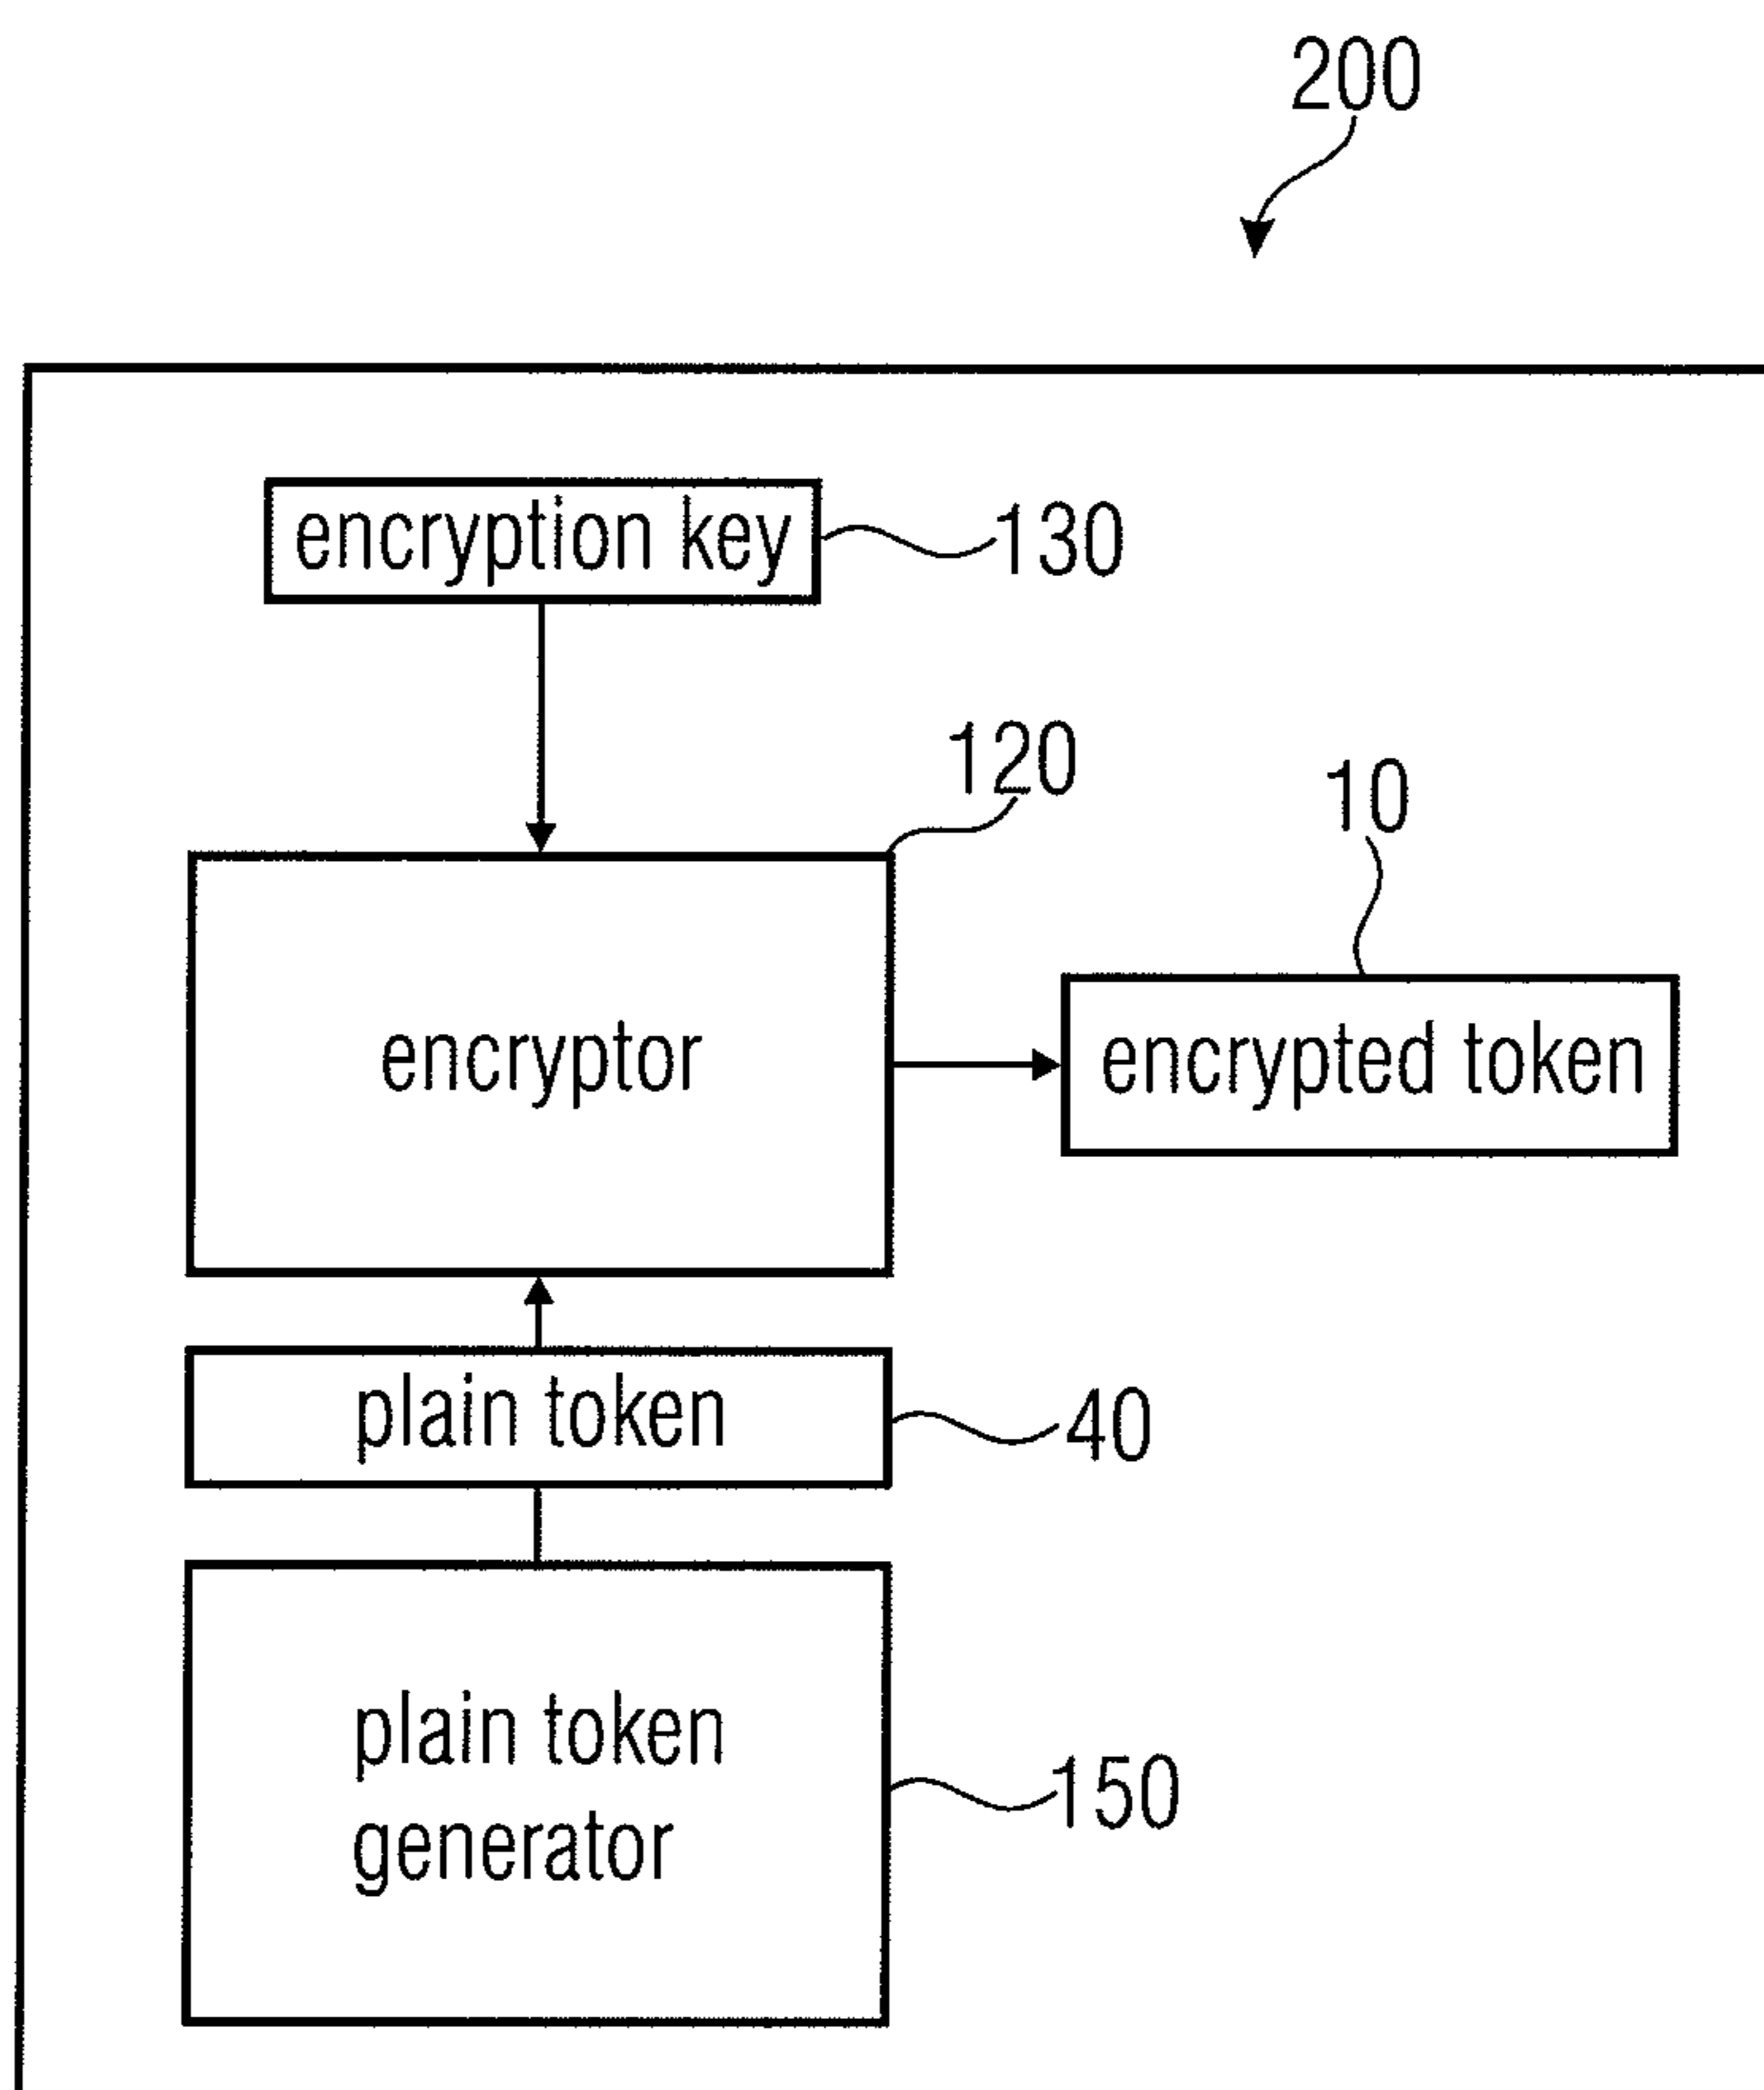 200
encryption key
130
120
10
encryptor
encrypted token
plain token
40
plain token
generator
150